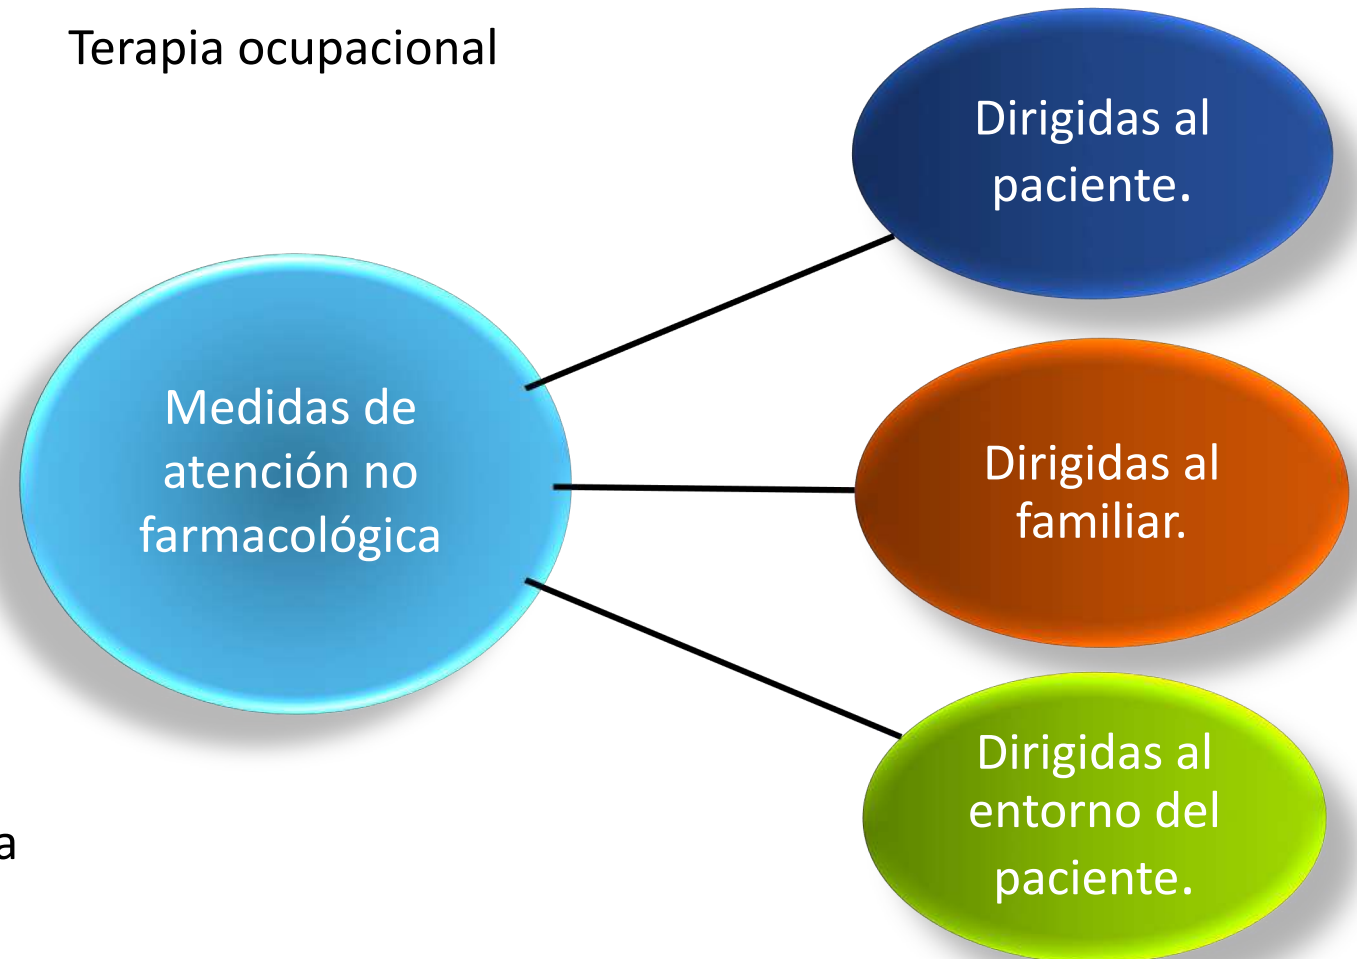 Terapia ocupacional
Dirigidas al
paciente.
Medidas de
atención no
farmacológica
Dirigidas al
familiar.
Dirigidas al
entorno del
paciente.
a